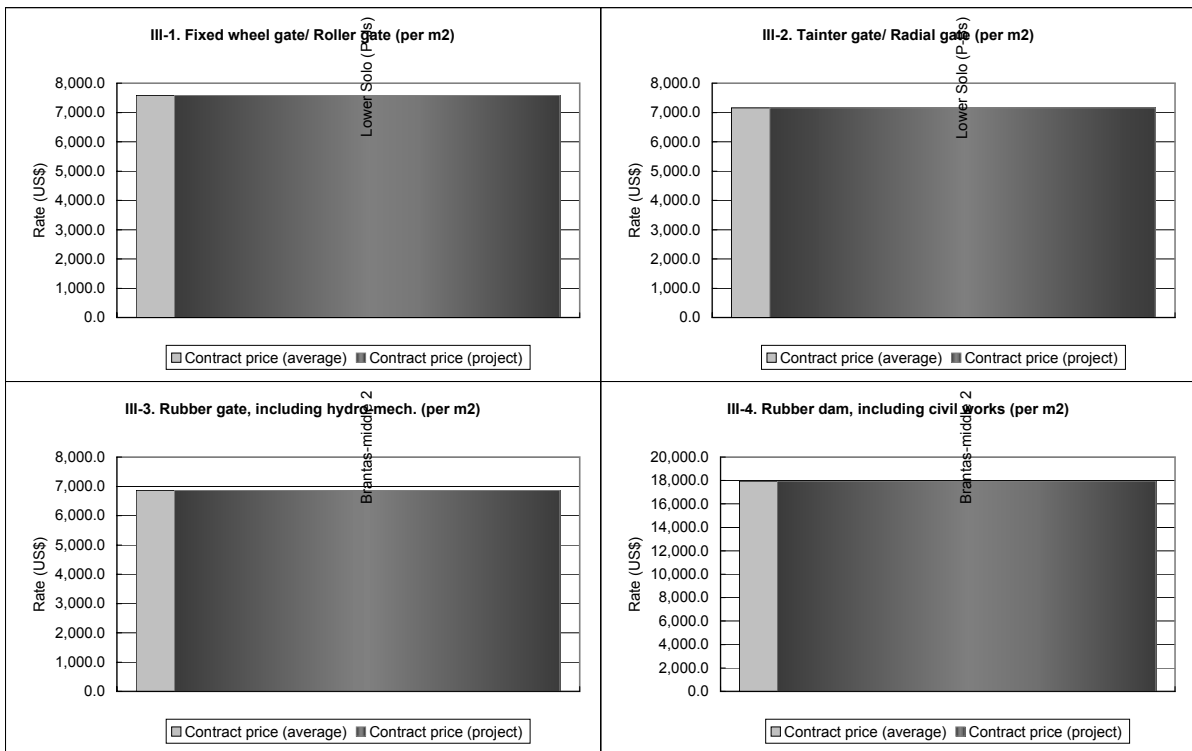 III-1. Fixed wheel gate/ Roller gate (per m2)
Lower Solo
8,000.0
7,000.0
6,000.0
5,000.0
4,000.0
3,000.0
2,000.0
1,000.0
0.0
Rate (US$)
Contract price (average)
Contract price (project)
III-2. Tainter gate/ Radial gate (per m2)
Lower Solo
8,000.0
7,000.0
6,000.0
5,000.0
4,000.0
3,000.0
2,000.0
1,000.0
0.0
Rate (US$)
Contract price (average)
Contract price (project)
III-3. Rubber gate, including hydro-mech. (per m2)
Brantas-middle 2
8,000.0
7,000.0
6,000.0
5,000.0
4,000.0
3,000.0
2,000.0
1,000.0
0.0
Rate (US$)
Contract price (average)
Contract price (project)
III-4. Rubber dam, including civil works (per m2)
Brantas-middle 2
20,000.0
18,000.0
16,000.0
14,000.0
12,000.0
10,000.0
8,000.0
6,000.0
4,000.0
2,000.0
0.0
Rate (US$)
Contract price (average)
Contract price (project)